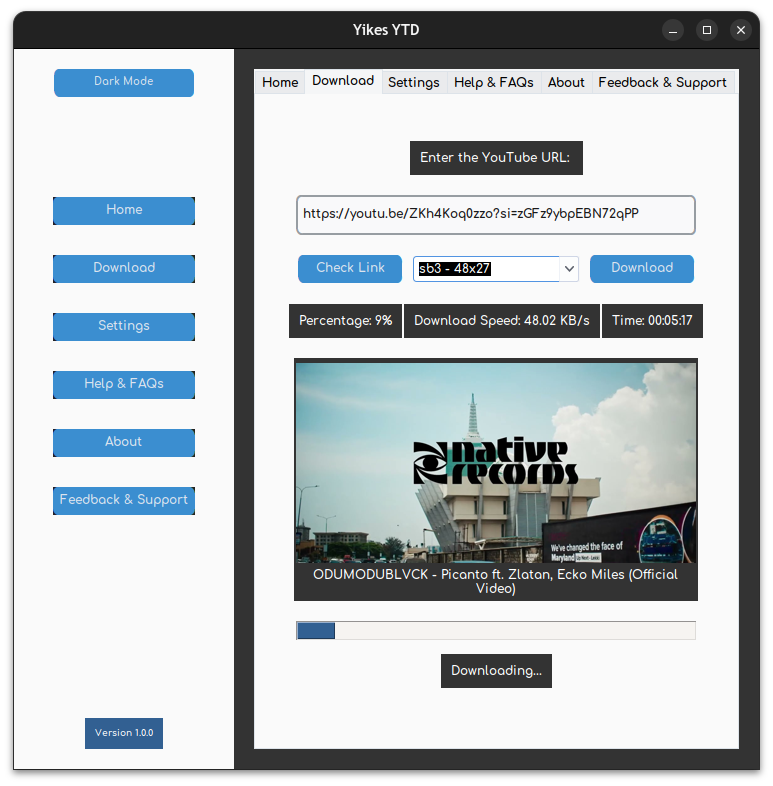 Yikes YTD
Dark Mode
Home
Download
Settings
Help & FAQs
About
Feedback & Support
Version 1.0.0
Home Download Settings Help & FAQs About Feedback & Support
Enter the YouTube URL:
https://youtu.be/ZKh4Koq0zzo?si=zGFz9ybpEBN72qPP
Check Link sb3 - 48x27 Download
Percentage: 9% Download Speed: 48.02 KB/s Time: 00:05:17
native
records
We've changed the face of
Maryland
ODUMODUBLVCK - Picanto ft. Zlatan, Ecko Miles (Official
Video)
Downloading...